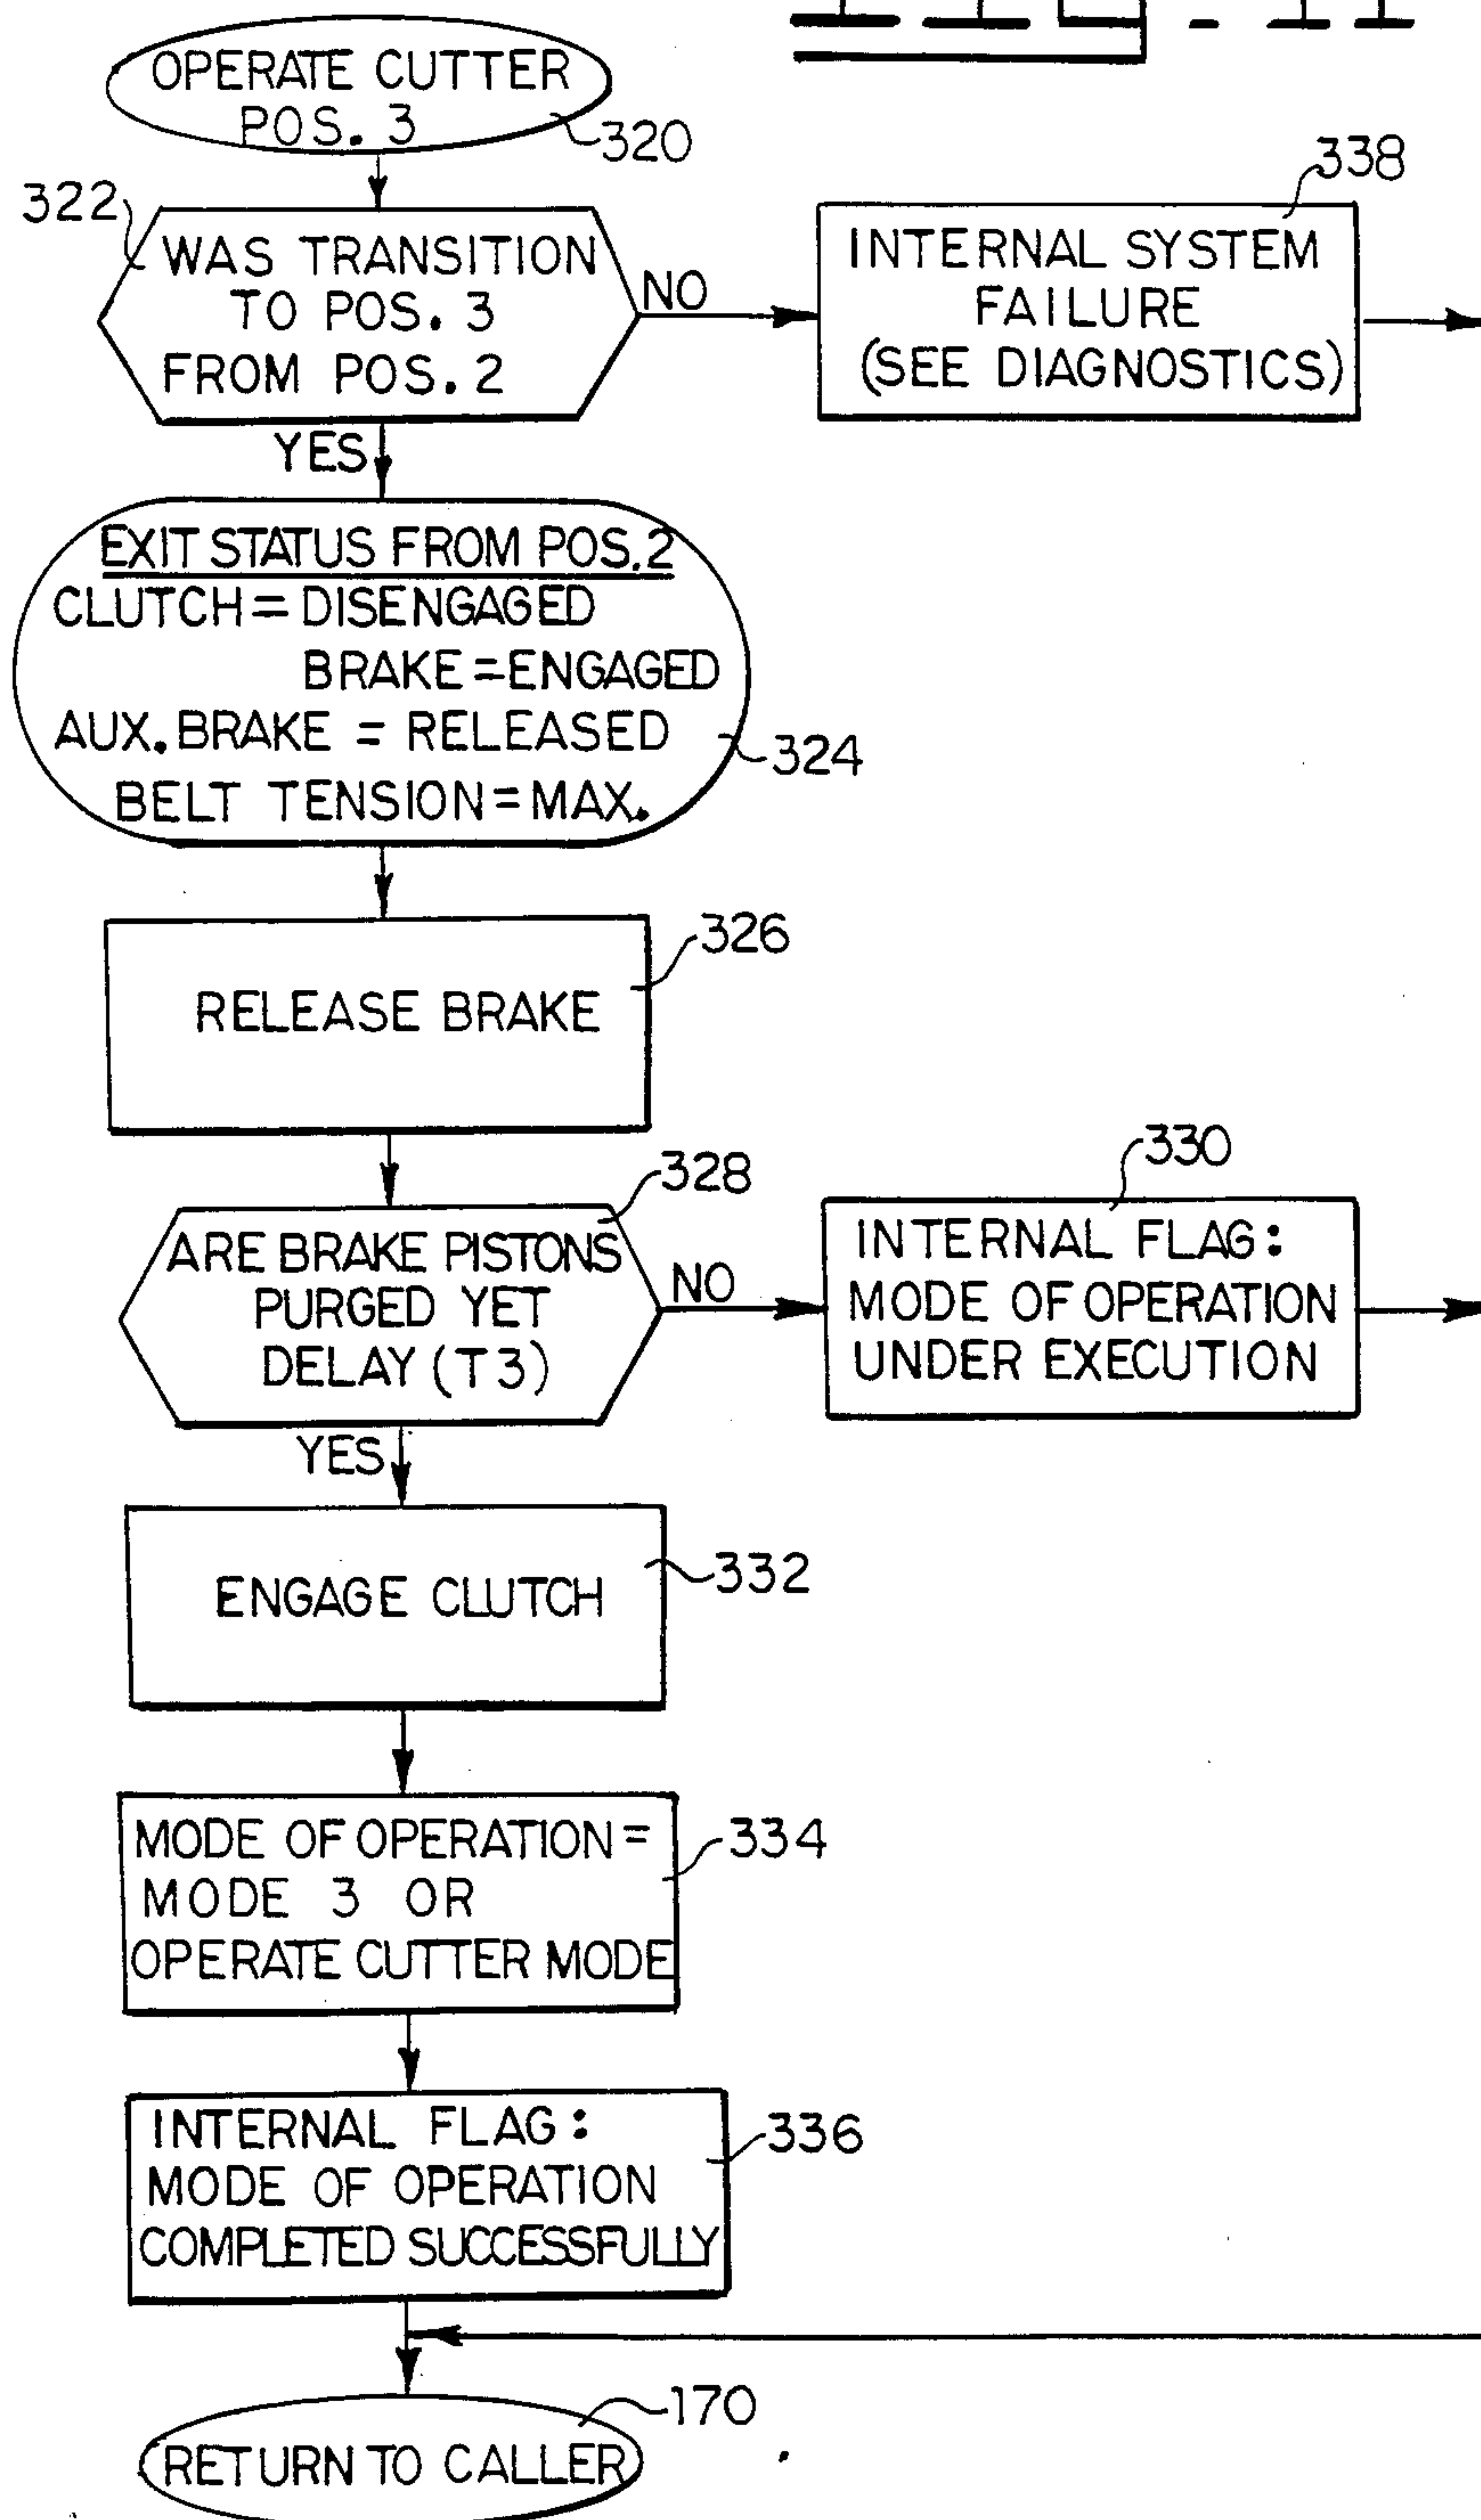 OPERATE CUTTER
POS. 3
320
322
WAS TRANSITION
TO POS. 3
FROM POS. 2
NO
338
INTERNAL SYSTEM
FAILURE
(SEE DIAGNOSTICS)
YES
EXIT STATUS FROM POS. 2
CLUTCH = DISENGAGED
BRAKE = ENGAGED
AUX. BRAKE = RELEASED
BELT TENSION = MAX.
324
RELEASE BRAKE
326
ARE BRAKE PISTONS
PURGED YET
DELAY (T3)
328
NO
330
INTERNAL FLAG:
MODE OF OPERATION
UNDER EXECUTION
YES
ENGAGE CLUTCH
332
MODE OF OPERATION =
MODE 3 OR
OPERATE CUTTER MODE
334
INTERNAL FLAG:
MODE OF OPERATION
COMPLETED SUCCESSFULLY
336
170
RETURN TO CALLER